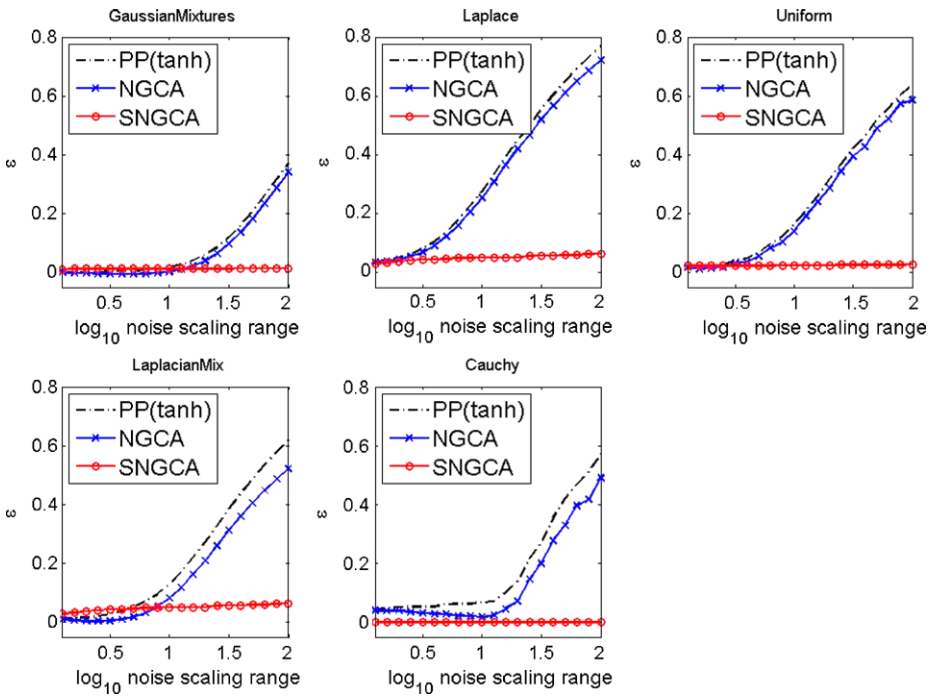 GaussianMixtures
0.8
0.6
0.4
0.2
0
ε
PP(tanh)
NGCA
SNGCA
0.5 1 1.5 2
log10 noise scaling range
Laplace
0.8
0.6
0.4
0.2
0
ε
PP(tanh)
NGCA
SNGCA
0.5 1 1.5 2
log10 noise scaling range
Uniform
0.8
0.6
0.4
0.2
0
ε
PP(tanh)
NGCA
SNGCA
0.5 1 1.5 2
log10 noise scaling range
LaplacianMix
0.8
0.6
0.4
0.2
0
ε
PP(tanh)
NGCA
SNGCA
0.5 1 1.5 2
log10 noise scaling range
Cauchy
0.8
0.6
0.4
0.2
0
ε
PP(tanh)
NGCA
SNGCA
0.5 1 1.5 2
log10 noise scaling range